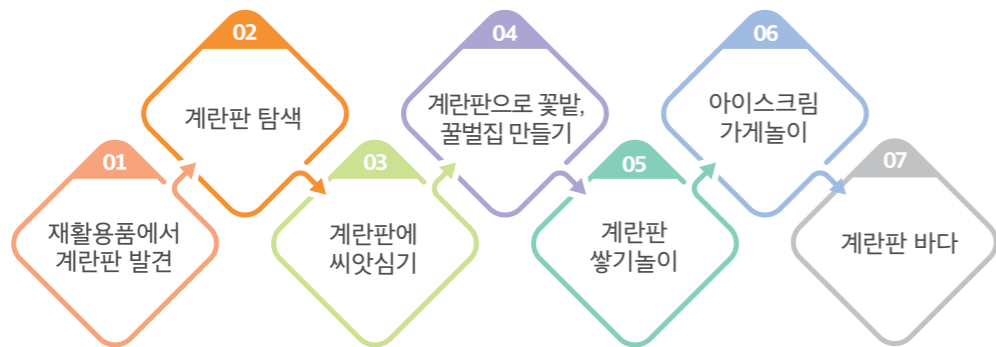 01
재활용품에서
계란판 발견
02
계란판 탐색
03
계란판에
씨앗심기
04
계란판으로 꽃밭,
꿀벌집 만들기
05
계란판
쌓기놀이
06
아이스크림
가게놀이
07
계란판 바다